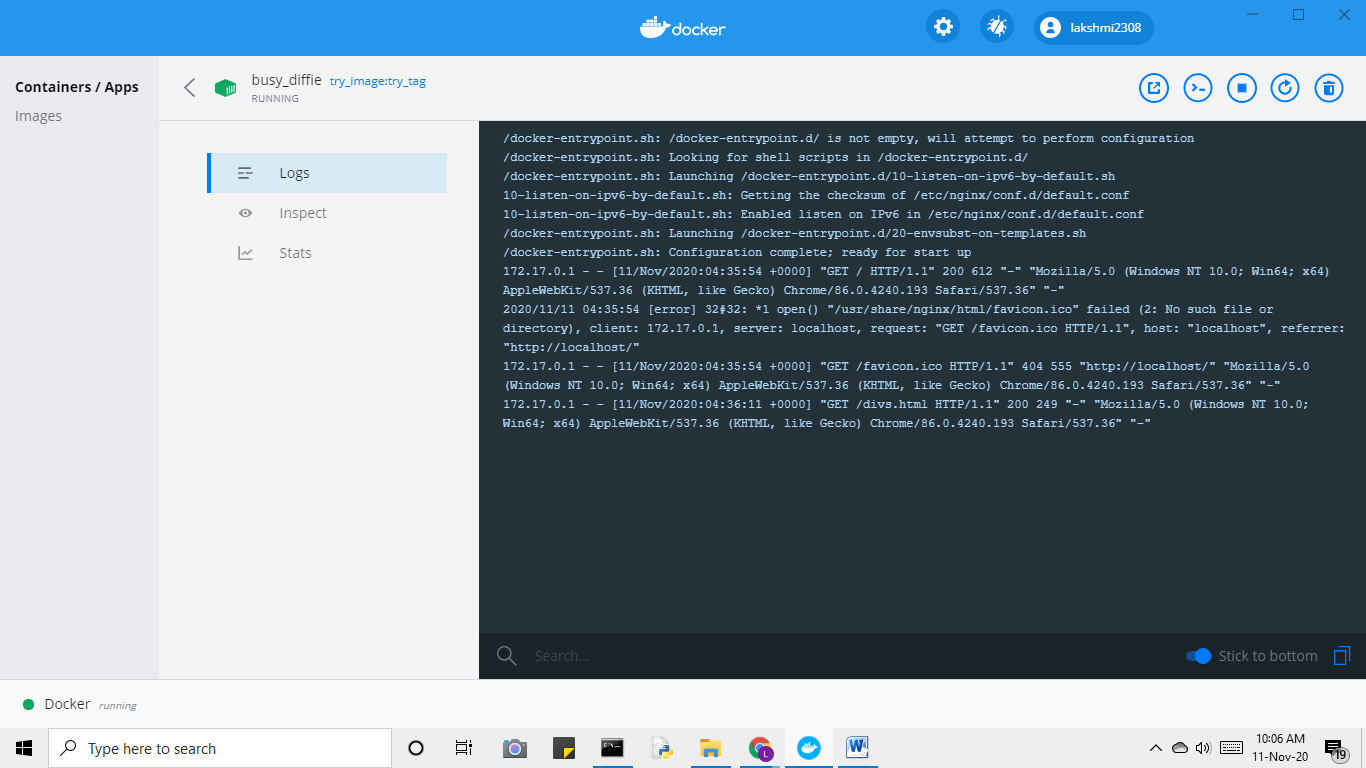 docker
lakshmi2308
Containers / Apps
Images
busy_diffie try_image:try_tag
RUNNING
Logs
Inspect
Stats
/docker-entrypoint.sh: /docker-entrypoint.d/ is not empty, will attempt to perform configuration
/docker-entrypoint.sh: Looking for shell scripts in /docker-entrypoint.d/
/docker-entrypoint.sh: Launching /docker-entrypoint.d/10-listen-on-ipv6-by-default.sh
10-listen-on-ipv6-by-default.sh: Getting the checksum of /etc/nginx/conf.d/default.conf
10-listen-on-ipv6-by-default.sh: Enabled listen on IPv6 in /etc/nginx/conf.d/default.conf
/docker-entrypoint.sh: Launching /docker-entrypoint.d/20-envsubst-on-templates.sh
/docker-entrypoint.sh: Configuration complete; ready for start up
172.17.0.1 - - [11/Nov/2020:04:35:54 +0000] "GET / HTTP/1.1" 200 612 "-" "Mozilla/5.0 (Windows NT 10.0; Win64; x64)
AppleWebKit/537.36 (KHTML, like Gecko) Chrome/86.0.4240.193 Safari/537.36" "-"
2020/11/11 04:35:54 [error] 32#32: *1 open() "/usr/share/nginx/html/favicon.ico" failed (2: No such file or
directory), client: 172.17.0.1, server: localhost, request: "GET /favicon.ico HTTP/1.1", host: "localhost", referrer:
"http://localhost/"
172.17.0.1 - - [11/Nov/2020:04:35:54 +0000] "GET /favicon.ico HTTP/1.1" 404 555 "http://localhost/" "Mozilla/5.0
(Windows NT 10.0; Win64; x64) AppleWebKit/537.36 (KHTML, like Gecko) Chrome/86.0.4240.193 Safari/537.36" "-"
172.17.0.1 - - [11/Nov/2020:04:36:11 +0000] "GET /divs.html HTTP/1.1" 200 249 "-" "Mozilla/5.0 (Windows NT 10.0;
Win64; x64) AppleWebKit/537.36 (KHTML, like Gecko) Chrome/86.0.4240.193 Safari/537.36" "-"
Search...
Stick to bottom
Docker running
Type here to search
L
W
10:06 AM
11-Nov-20
19